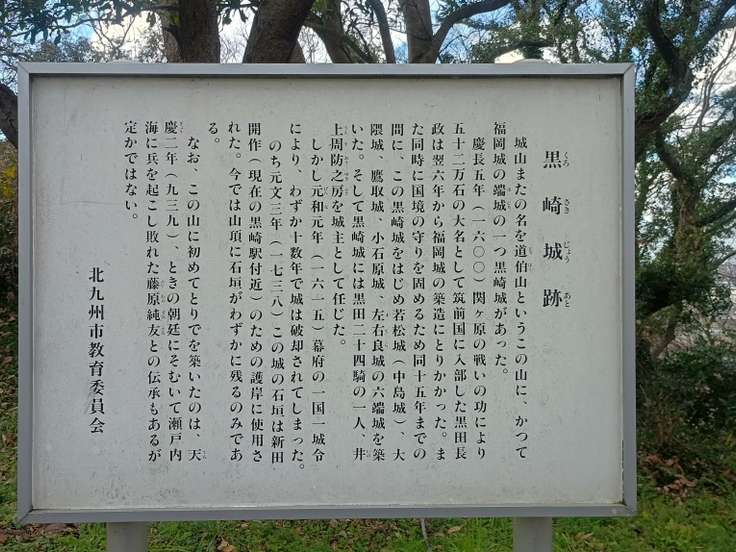 黒崎城跡
城山またの名を道伯山というこの山に、かつて
福岡城の端城の一つ黒崎城があった。
慶長五年（一六〇〇）関ヶ原の戦いの功により
五十二万石の大名として筑前国に入部した黒田長
政は翌六年から福岡城の築造にとりかかった。ま
た同時に国境の守りを固めるため同十五年までの
間に、この黒崎城をはじめ若松城（中島城）、大
隈城、鷹取城、小石原城、左右良城の六端城を築
いた。そして黒崎城には黒田二十四騎の一人、井
上周防之房を城主として任じた。
しかし元和元年（一六一五）幕府の一国一城令
により、わずか十数年で城は破却されてしまった。
のち元文三年（一七三八）この城の石垣は新田
開作（現在の黒崎駅付近）のための護岸に使用さ
れた。今では山頂に石垣がわずかに残るのみであ
る。
なお、この山に初めてとりでを築いたのは、天
慶二年（九三九）、ときの朝廷にそむいて瀬戸内
海に兵を起こし敗れた藤原純友との伝承もあるが
定かではない。
北九州市教育委員会